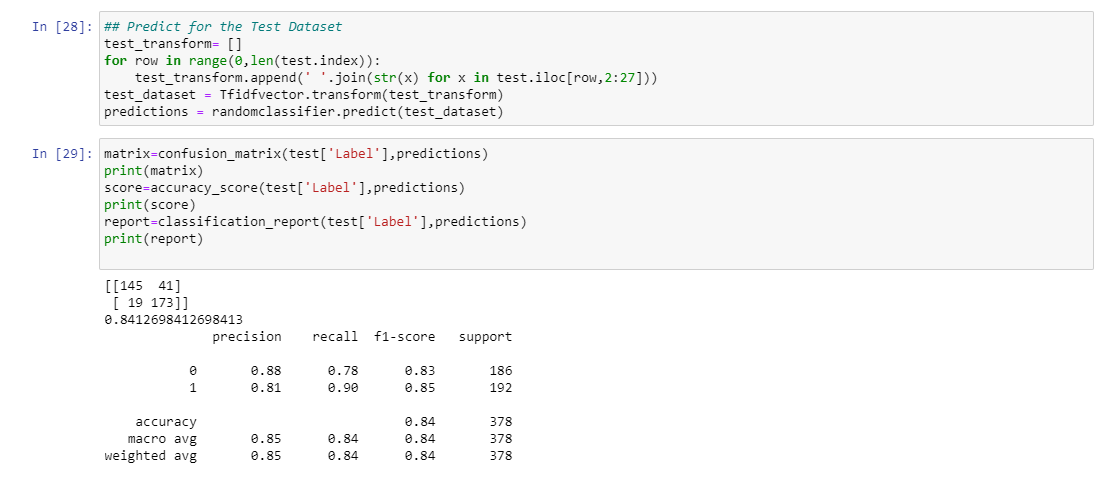 In [28]: ## Predict for the Test Dataset
test_transform= []
for row in range(0,len(test.index)):
    test_transform.append(' '.join(str(x) for x in test.iloc[row,2:27]))
test_dataset = Tfidfvector.transform(test_transform)
predictions = randomclassifier.predict(test_dataset)
In [29]: matrix=confusion_matrix(test['Label'],predictions)
print(matrix)
score=accuracy_score(test['Label'],predictions)
print(score)
report=classification_report(test['Label'],predictions)
print(report)
[[145  41]
 [ 19 173]]
0.8412698412698413
              precision    recall  f1-score   support
           0       0.88      0.78      0.83       186
           1       0.81      0.90      0.85       192
    accuracy                           0.84       378
   macro avg       0.85      0.84      0.84       378
weighted avg       0.85      0.84      0.84       378